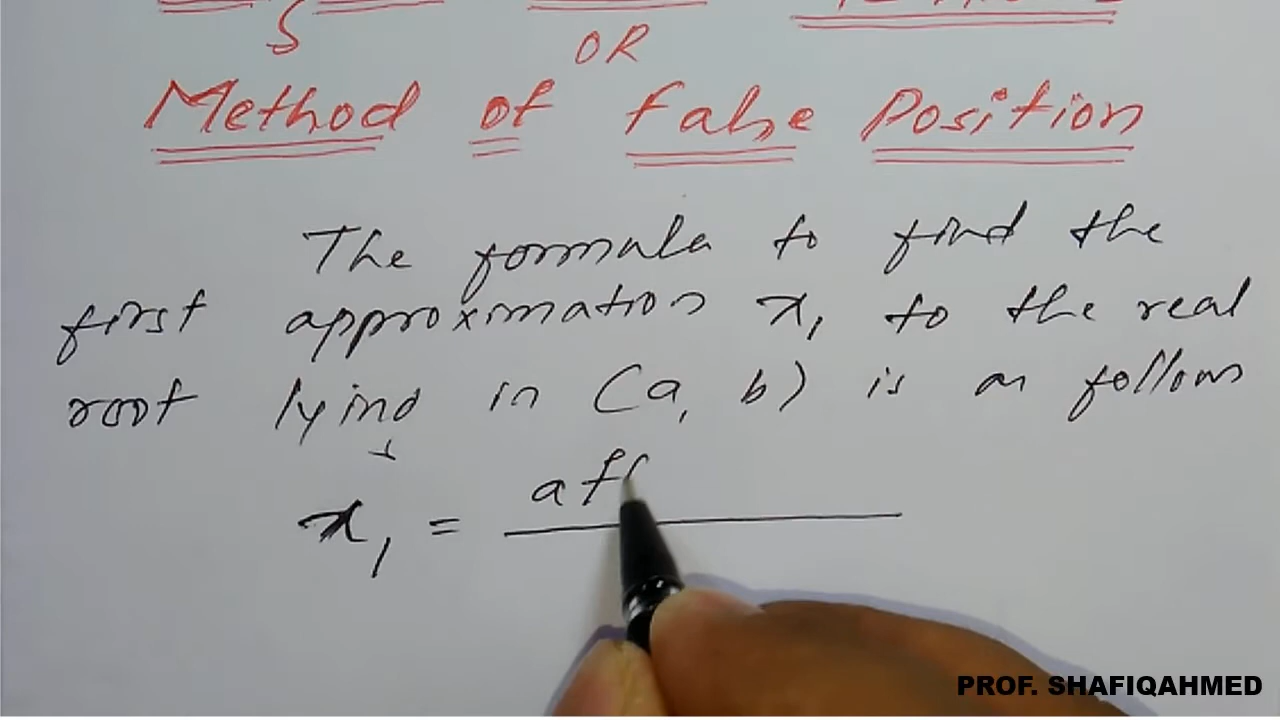 OR
Method of false Position
The formula to find the
first approximation x₁ to the real
root lying in (a, b) is as follows
x₁ = a f(
PROF. SHAFIQAHMED